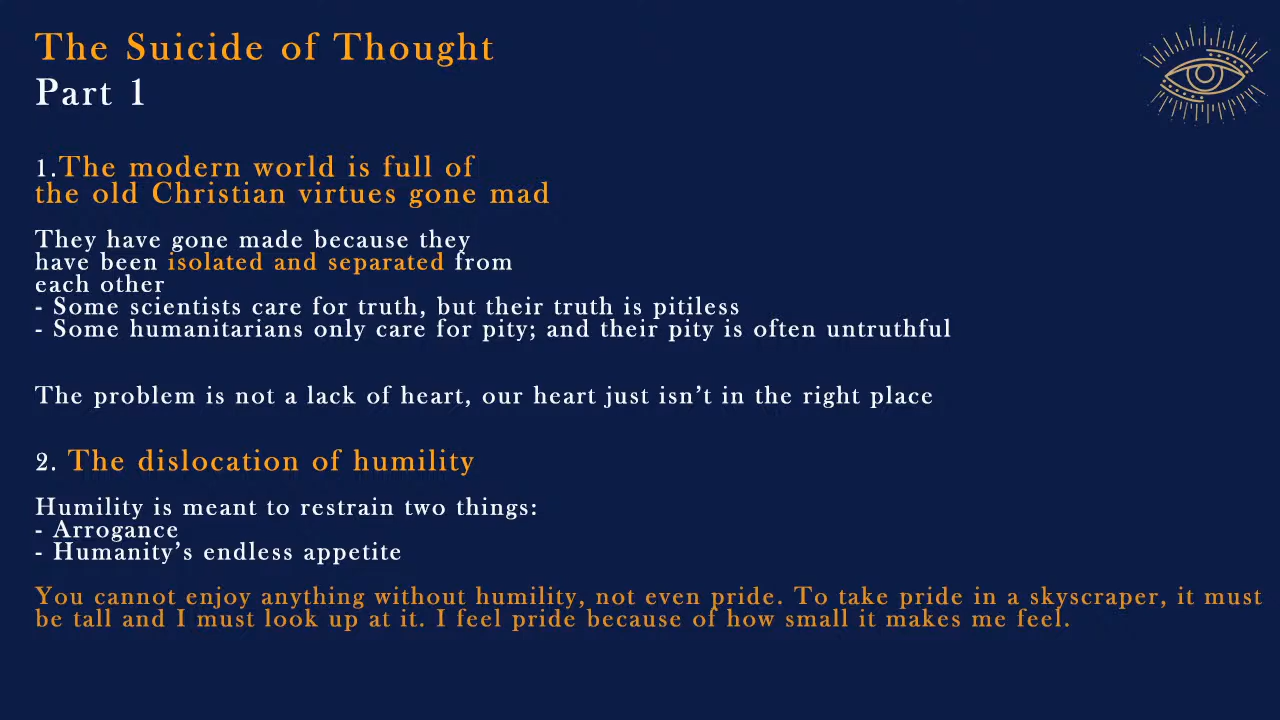 The Suicide of Thought
Part 1
1.The modern world is full of
the old Christian virtues gone mad
They have gone made because they
have been isolated and separated from
each other
- Some scientists care for truth, but their truth is pitiless
- Some humanitarians only care for pity; and their pity is often untruthful
The problem is not a lack of heart, our heart just isn’t in the right place
2. The dislocation of humility
Humility is meant to restrain two things:
- Arrogance
- Humanity’s endless appetite
You cannot enjoy anything without humility, not even pride. To take pride in a skyscraper, it must
be tall and I must look up at it. I feel pride because of how small it makes me feel.